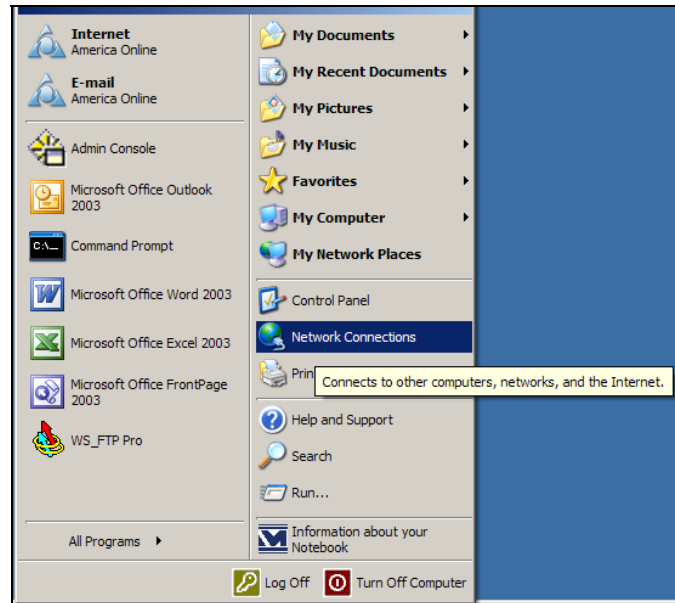 Internet
America Online
E-mail
America Online
Admin Console
Microsoft Office Outlook
2003
C:\_
Command Prompt
Microsoft Office Word 2003
Microsoft Office Excel 2003
Microsoft Office FrontPage
2003
WS_FTP Pro
All Programs
My Documents
My Recent Documents
My Pictures
My Music
Favorites
My Computer
My Network Places
Control Panel
Network Connections
Prin
Connects to other computers, networks, and the Internet.
Help and Support
Search
Run...
Information about your
Notebook
Log Off
Turn Off Computer